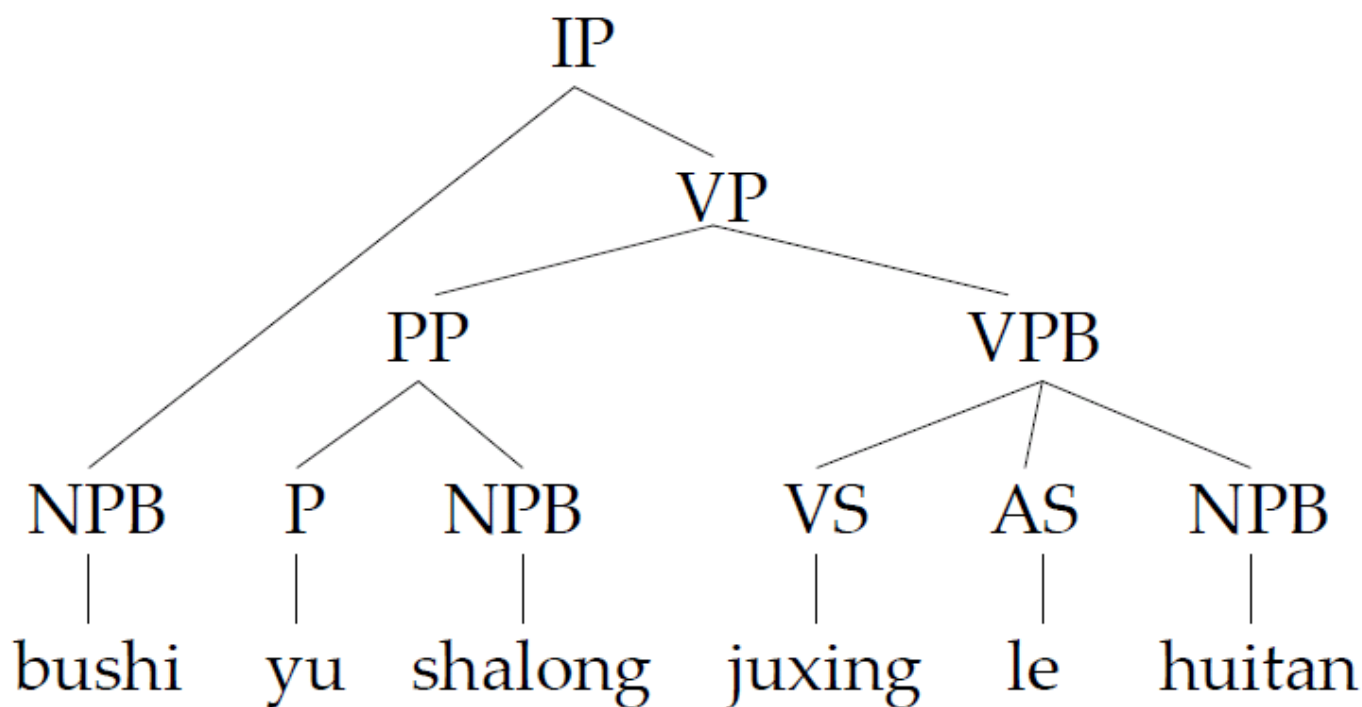 IP
VP
PP VPB
NPB P NPB VS AS NPB
bushi yu shalong juxing le huitan